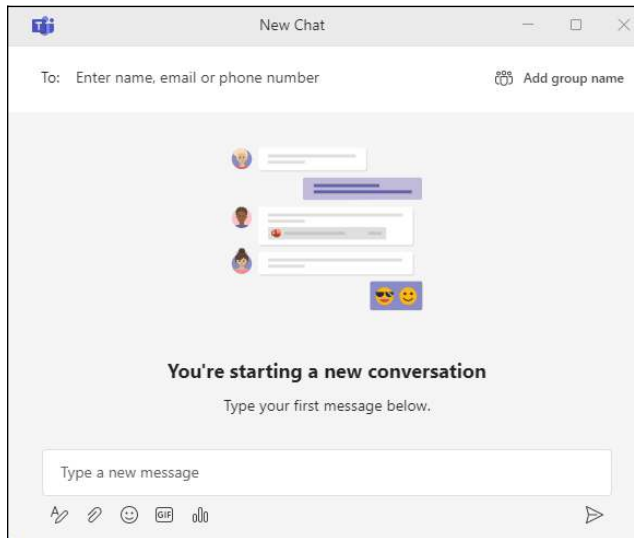 New Chat
To: Enter name, email or phone number
Add group name
You're starting a new conversation
Type your first message below.
Type a new message
GIF